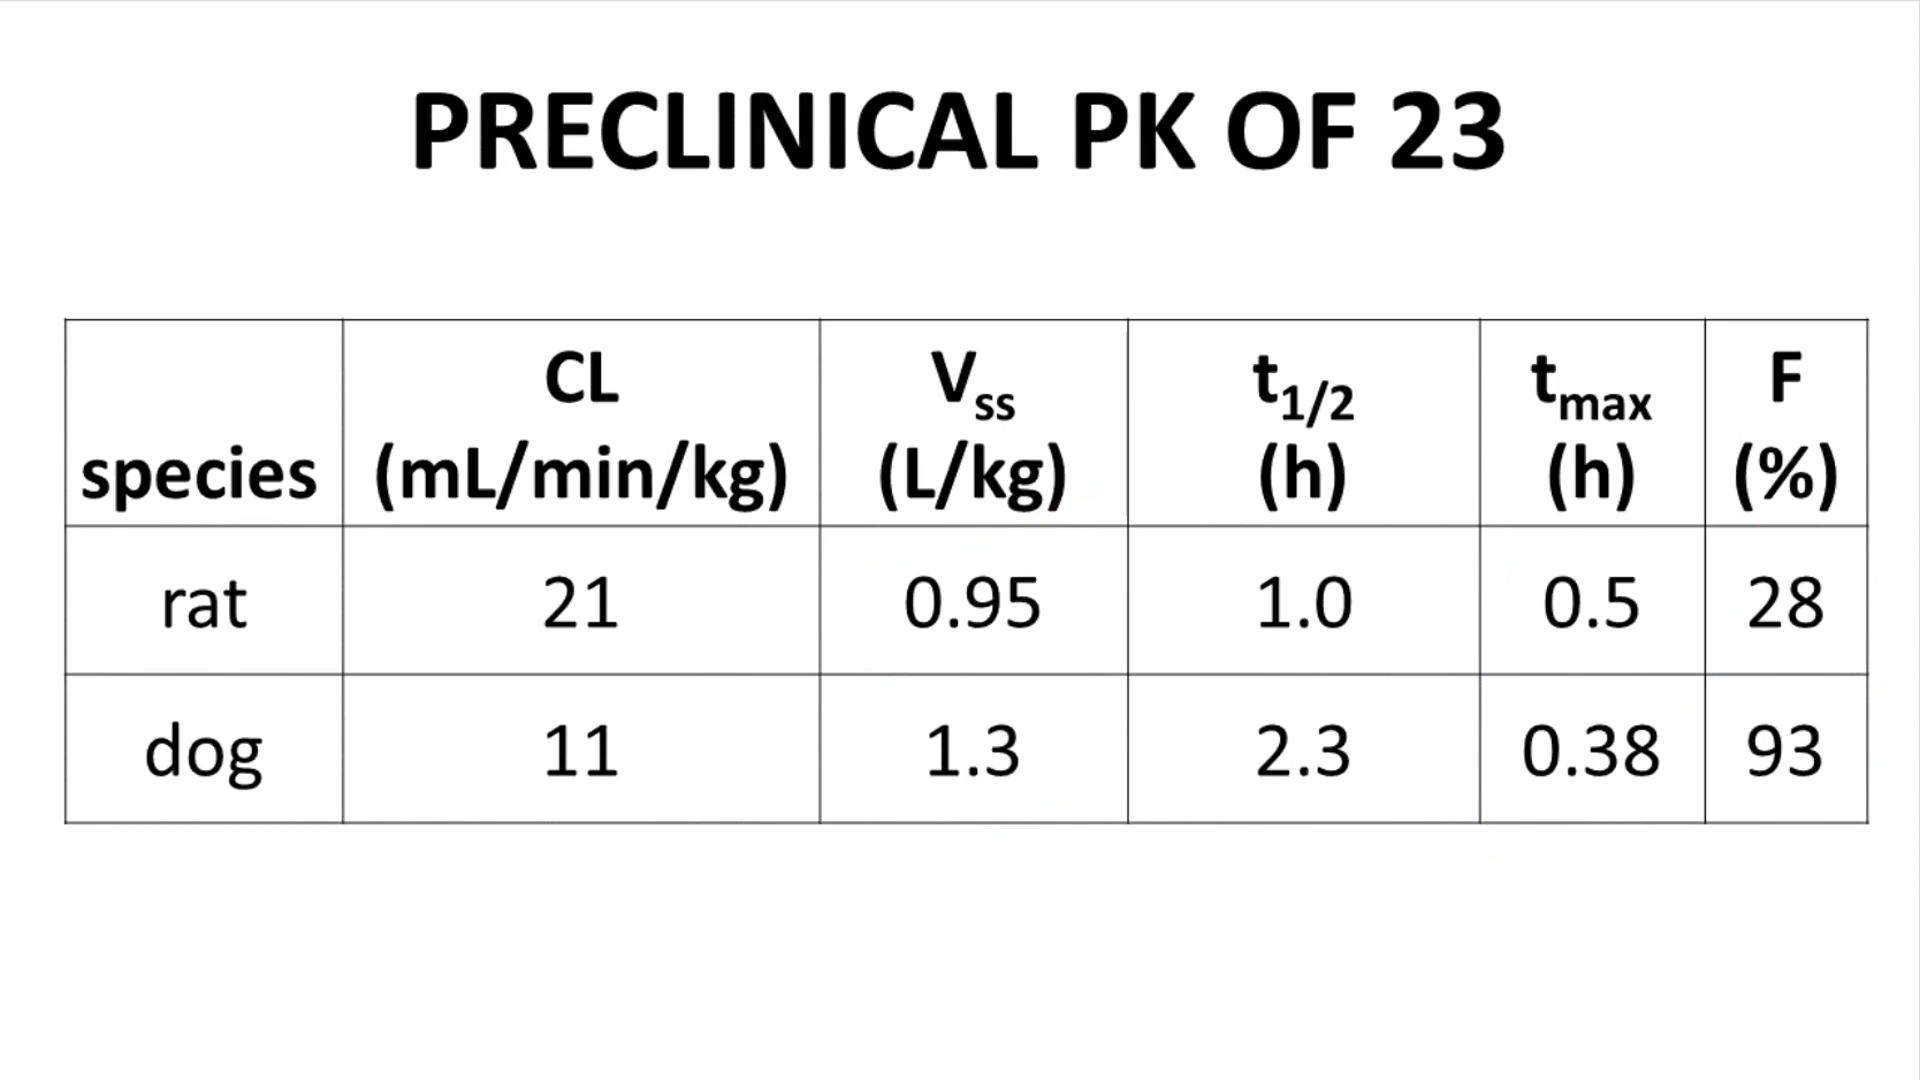 PRECLINICAL PK OF 23
species CL (mL/min/kg) Vss (L/kg) t1/2 (h) tmax (h) F (%)
rat 21 0.95 1.0 0.5 28
dog 11 1.3 2.3 0.38 93